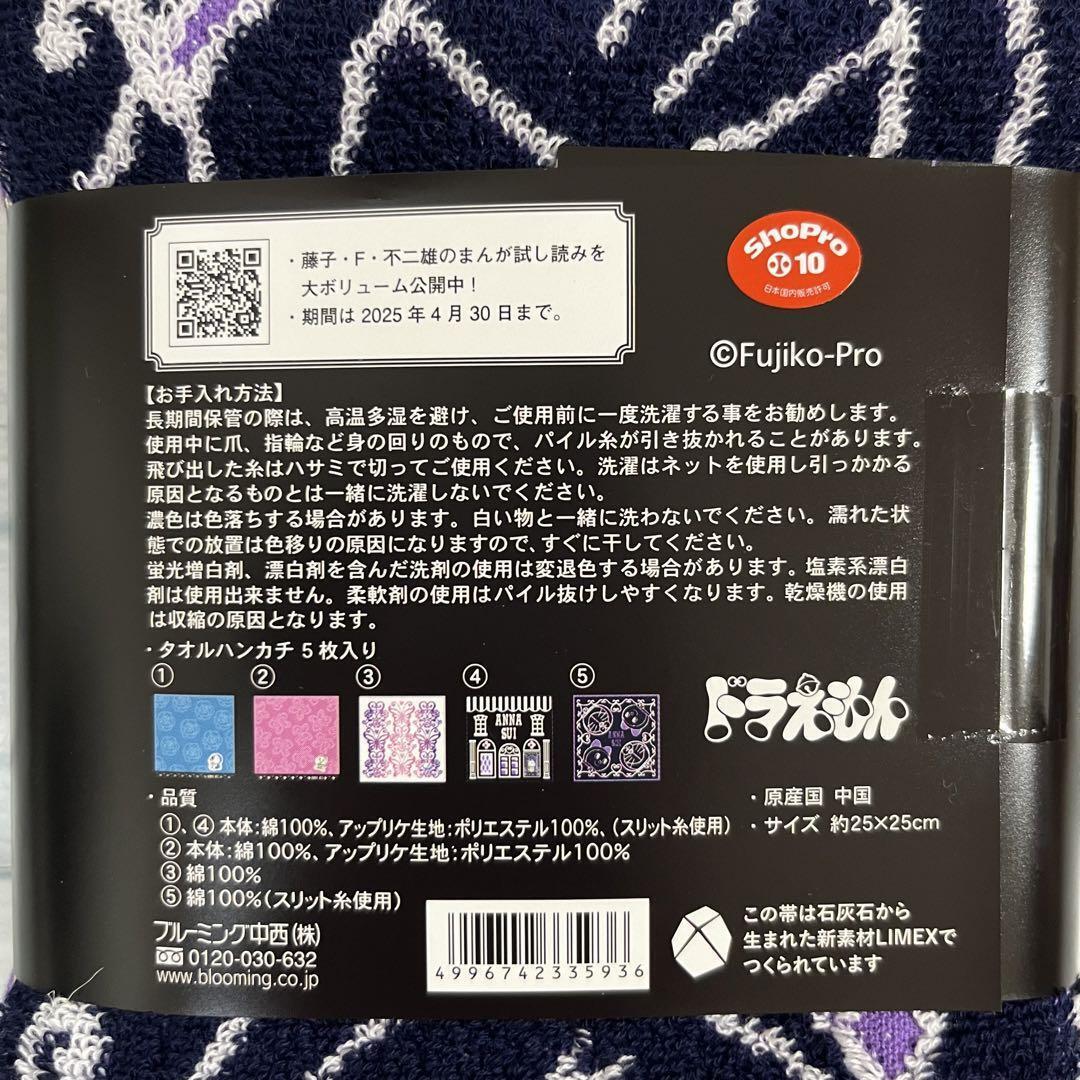 ・藤子・F・不二雄のまんが試し読みを
大ボリューム公開中！
・期間は 2025 年 4 月 30 日まで。
ShoPro
10
日本国内販売許可
©Fujiko-Pro
【お手入れ方法】
長期間保管の際は、高温多湿を避け、ご使用前に一度洗濯する事をお勧めします。
使用中に爪、指輪など身の回りのもので、パイル糸が引き抜かれることがあります。
飛び出した糸はハサミで切ってご使用ください。洗濯はネットを使用し引っかかる
原因となるものとは一緒に洗濯しないでください。
濃色は色落ちする場合があります。白い物と一緒に洗わないでください。濡れた状
態での放置は色移りの原因になりますので、すぐに干してください。
蛍光増白剤、漂白剤を含んだ洗剤の使用は変退色する場合があります。塩素系漂白
剤は使用出来ません。柔軟剤の使用はパイル抜けしやすくなります。乾燥機の使用
は収縮の原因となります。
・タオルハンカチ 5 枚入り
① ② ③ ④ ⑤
ANNA
SUI
ANNA
SUI
ドラえもん
・品質
①、④ 本体：綿100％、アップリケ生地：ポリエステル100％、（スリット糸使用）
② 本体：綿100％、アップリケ生地：ポリエステル100％
③ 綿100％
⑤ 綿100％（スリット糸使用）
・原産国 中国
・サイズ 約25×25cm
ブルーミング中西（株）
0120-030-632
www.blooming.co.jp
4996742335936
この帯は石灰石から
生まれた新素材LIMEXで
つくられています